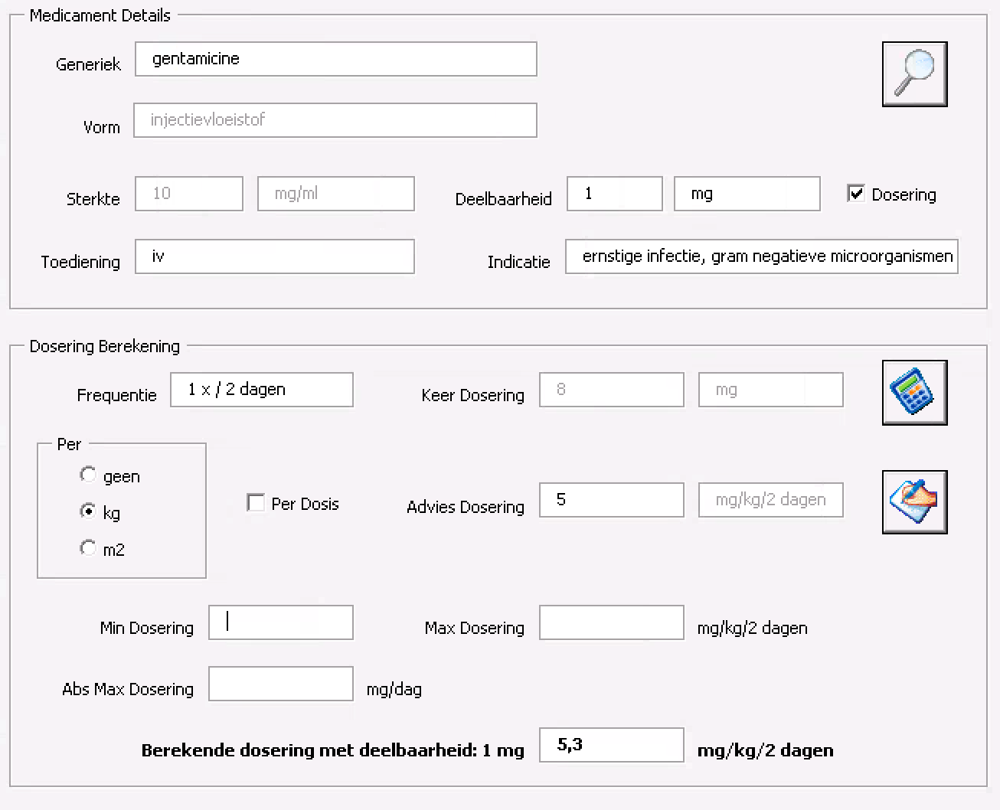 Medicament Details
Generiek gentamicine
Vorm injectievloeistof
Sterkte 10 mg/ml Deelbaarheid 1 mg Dosering
Toediening iv Indicatie ernstige infectie, gram negatieve microorganismen
Dosering Berekening
Frequentie 1 x / 2 dagen Keer Dosering 8 mg
Per
geen
kg
Per Dosis Advies Dosering 5 mg/kg/2 dagen
m2
Min Dosering Max Dosering mg/kg/2 dagen
Abs Max Dosering mg/dag
Berekende dosering met deelbaarheid: 1 mg 5,3 mg/kg/2 dagen